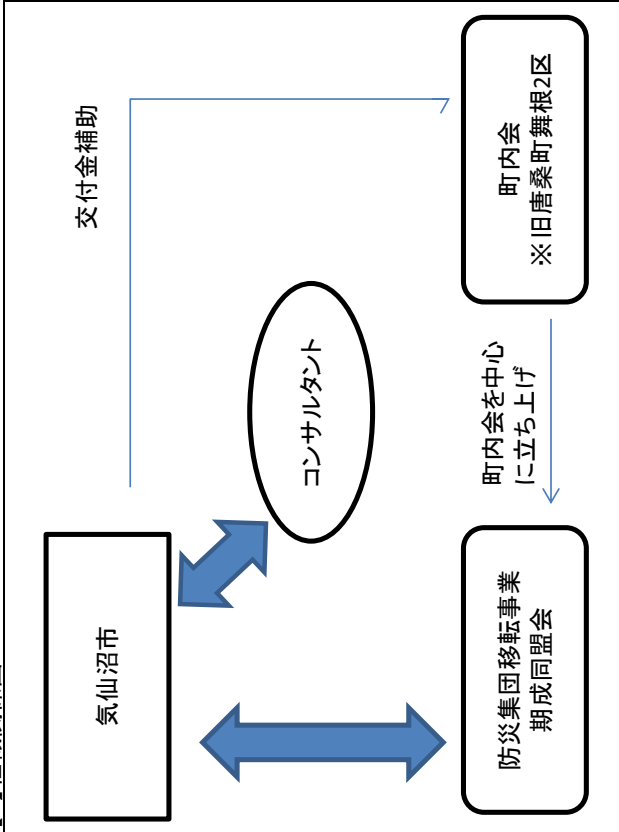 気仙沼市
交付金補助
コンサルタント
防災集団移転事業
期成同盟会
町内会を中心
に立ち上げ
町内会
※旧唐桑町舞根2区